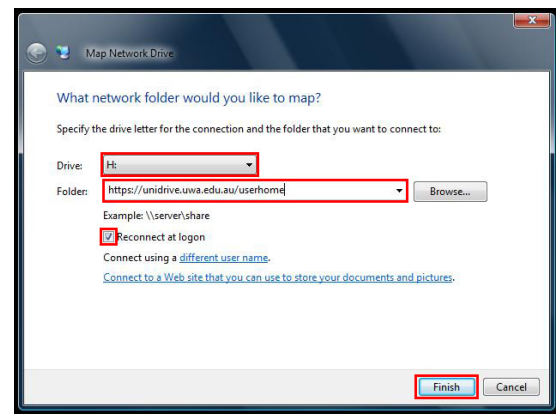 Map Network Drive
What network folder would you like to map?
Specify the drive letter for the connection and the folder that you want to connect to:
Drive: H:
Folder: https://unidrive.uwa.edu.au/userhome Browse...
Example: \\server\share
Reconnect at logon
Connect using a different user name.
Connect to a Web site that you can use to store your documents and pictures.
Finish Cancel